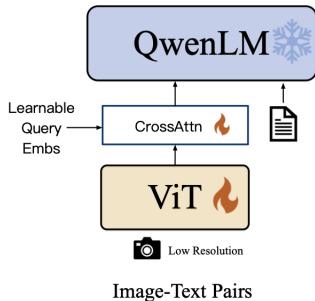 QwenLM
Learnable
Query
Embs
CrossAttn
ViT
Low Resolution
Image-Text Pairs